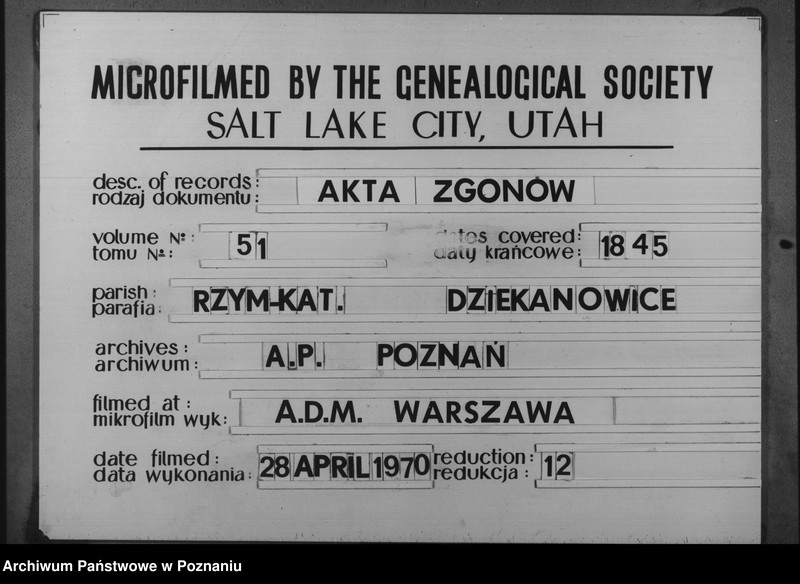 MICROFILMED BY THE GENEALOGICAL SOCIETY
SALT LAKE CITY, UTAH
desc. of records: AKTA ZGONÓW
rodzaj dokumentu:
volume №: 51 dates covered: 1845
tomu №: daty krańcowe:
parish: RZYM-KAT. DZIEKANOWICE
parafia:
archives: A.P. POZNAŃ
archiwum:
filmed at: A.D.M. WARSZAWA
mikrofilm wyk:
date filmed: 28 APRIL 1970 reduction: 12
data wykonania: redukcja:
Archiwum Państwowe w Poznaniu